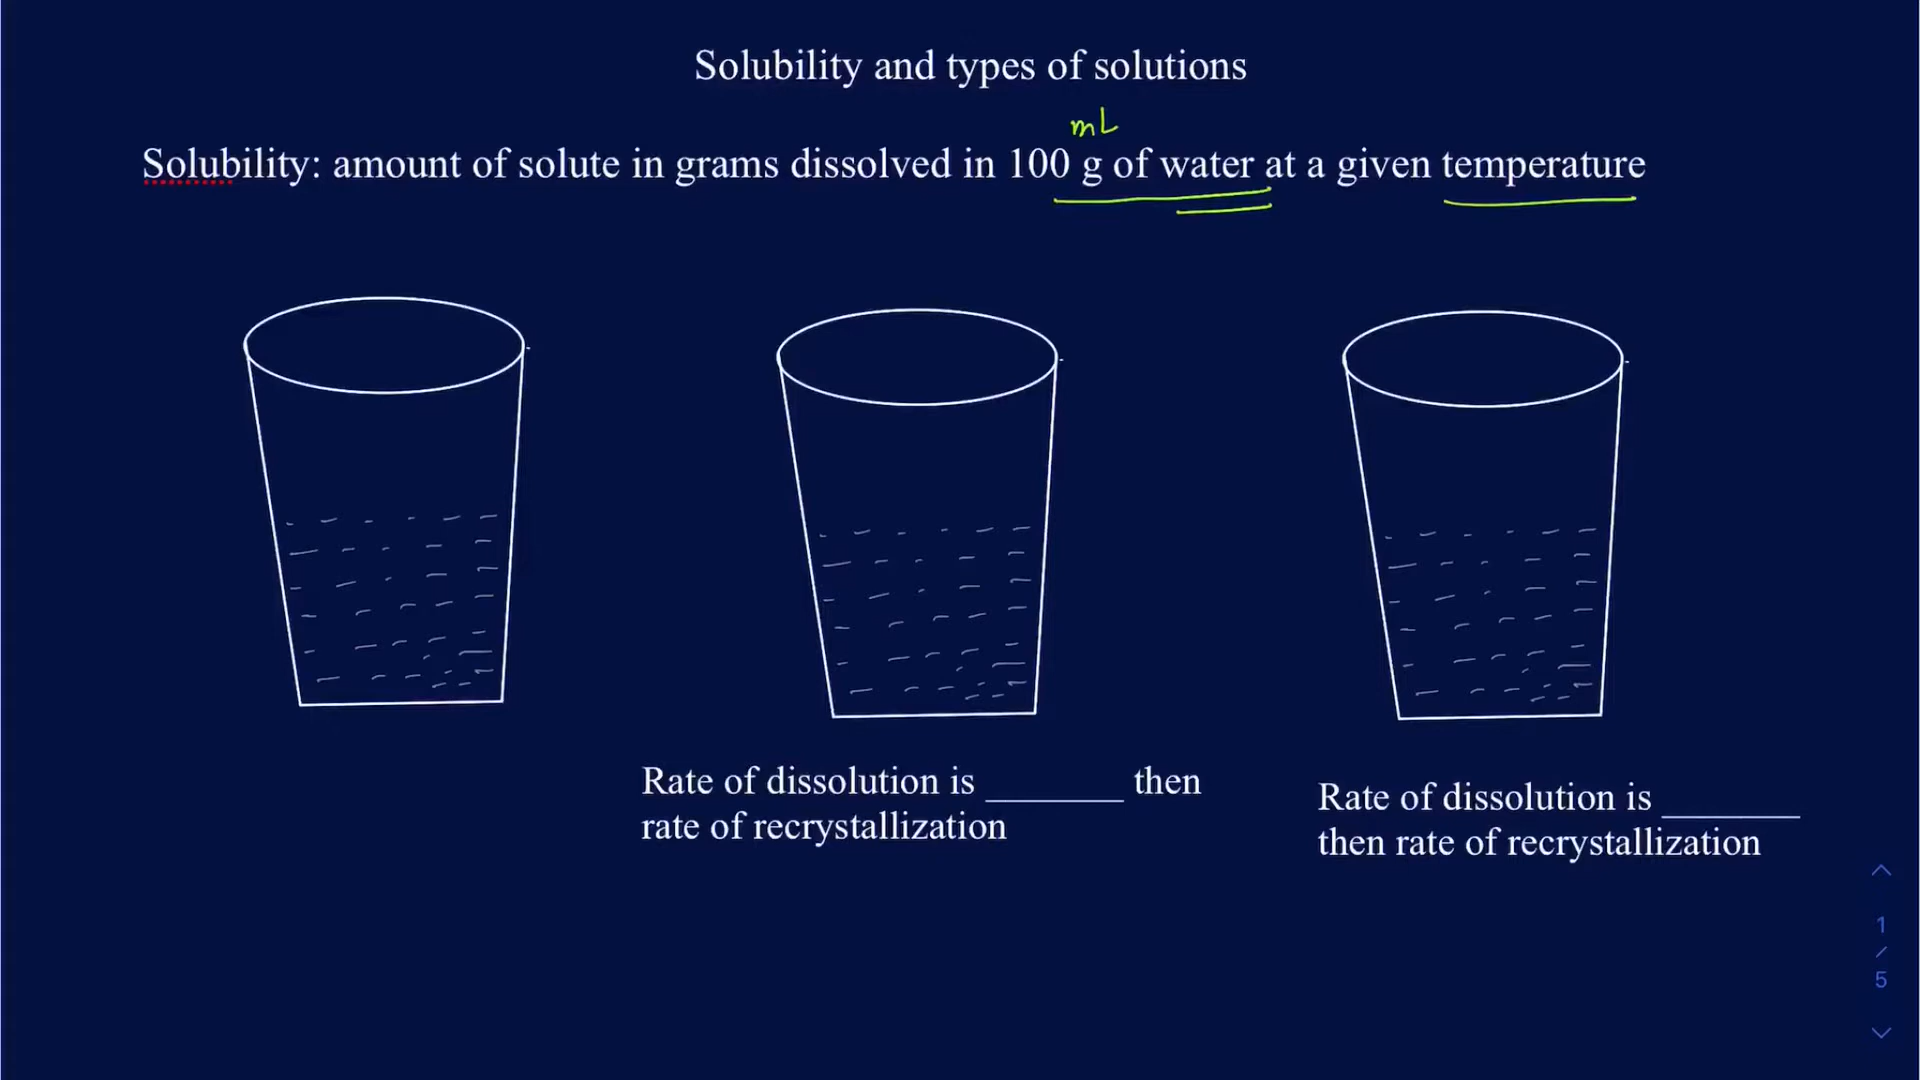 Solubility and types of solutions
mL
Solubility: amount of solute in grams dissolved in 100 g of water at a given temperature
Rate of dissolution is _______ then
rate of recrystallization
Rate of dissolution is _______
then rate of recrystallization
1
/
5